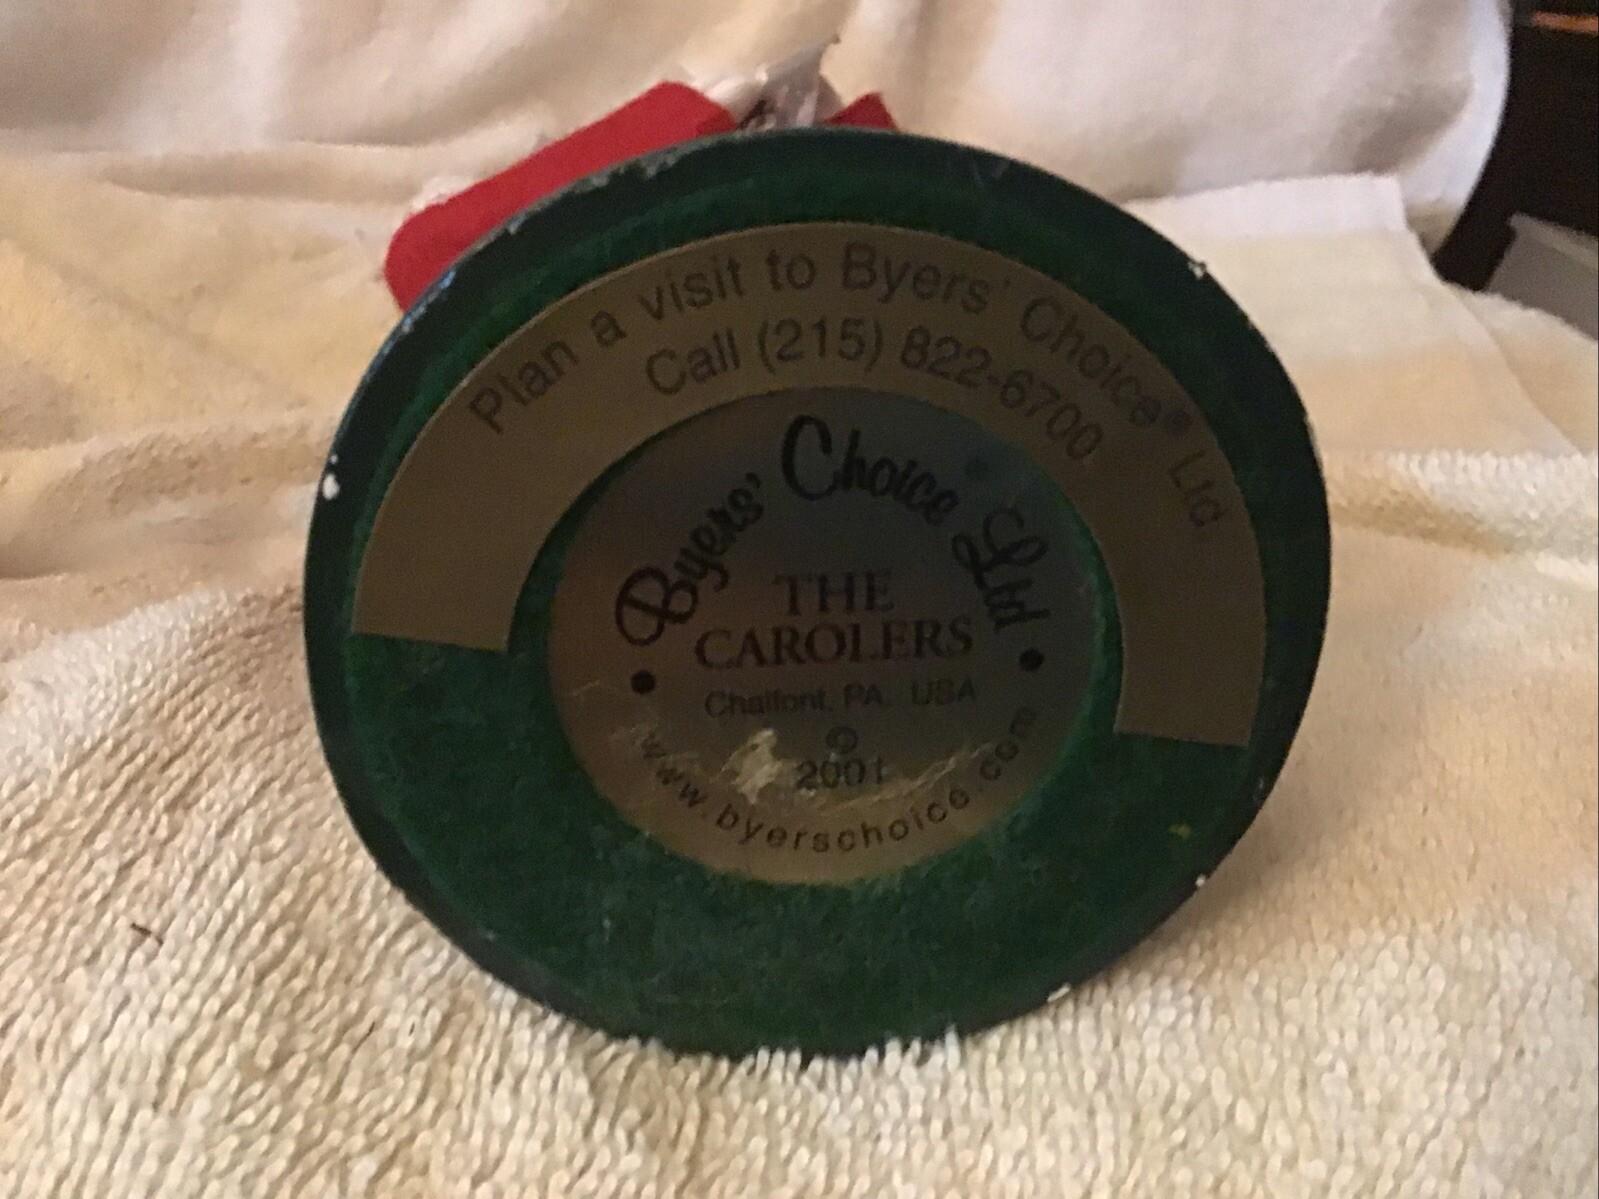 Plan a visit to Byers' Choice® Ltd
Call (215) 822-6700
Byers' Choice Ltd
THE
CAROLERS
Chalfont, PA. USA
©
2001
www.byerschoice.com